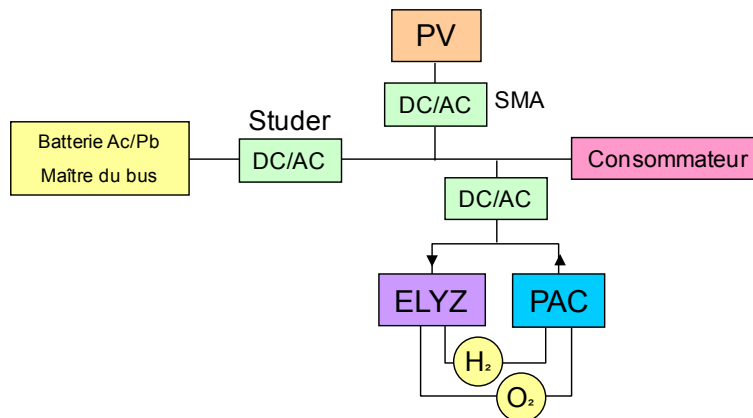 PV
DC/AC
SMA
Studer
Batterie Ac/Pb
Maître du bus
DC/AC
Consommateur
DC/AC
ELYZ
PAC
H₂
O₂